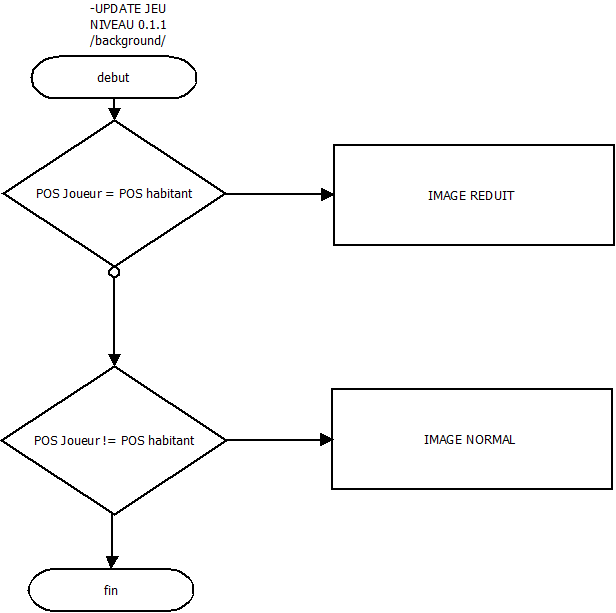 -UPDATE JEU
NIVEAU 0.1.1
/background/
debut
POS Joueur = POS habitant
IMAGE REDUIT
POS Joueur != POS habitant
IMAGE NORMAL
fin